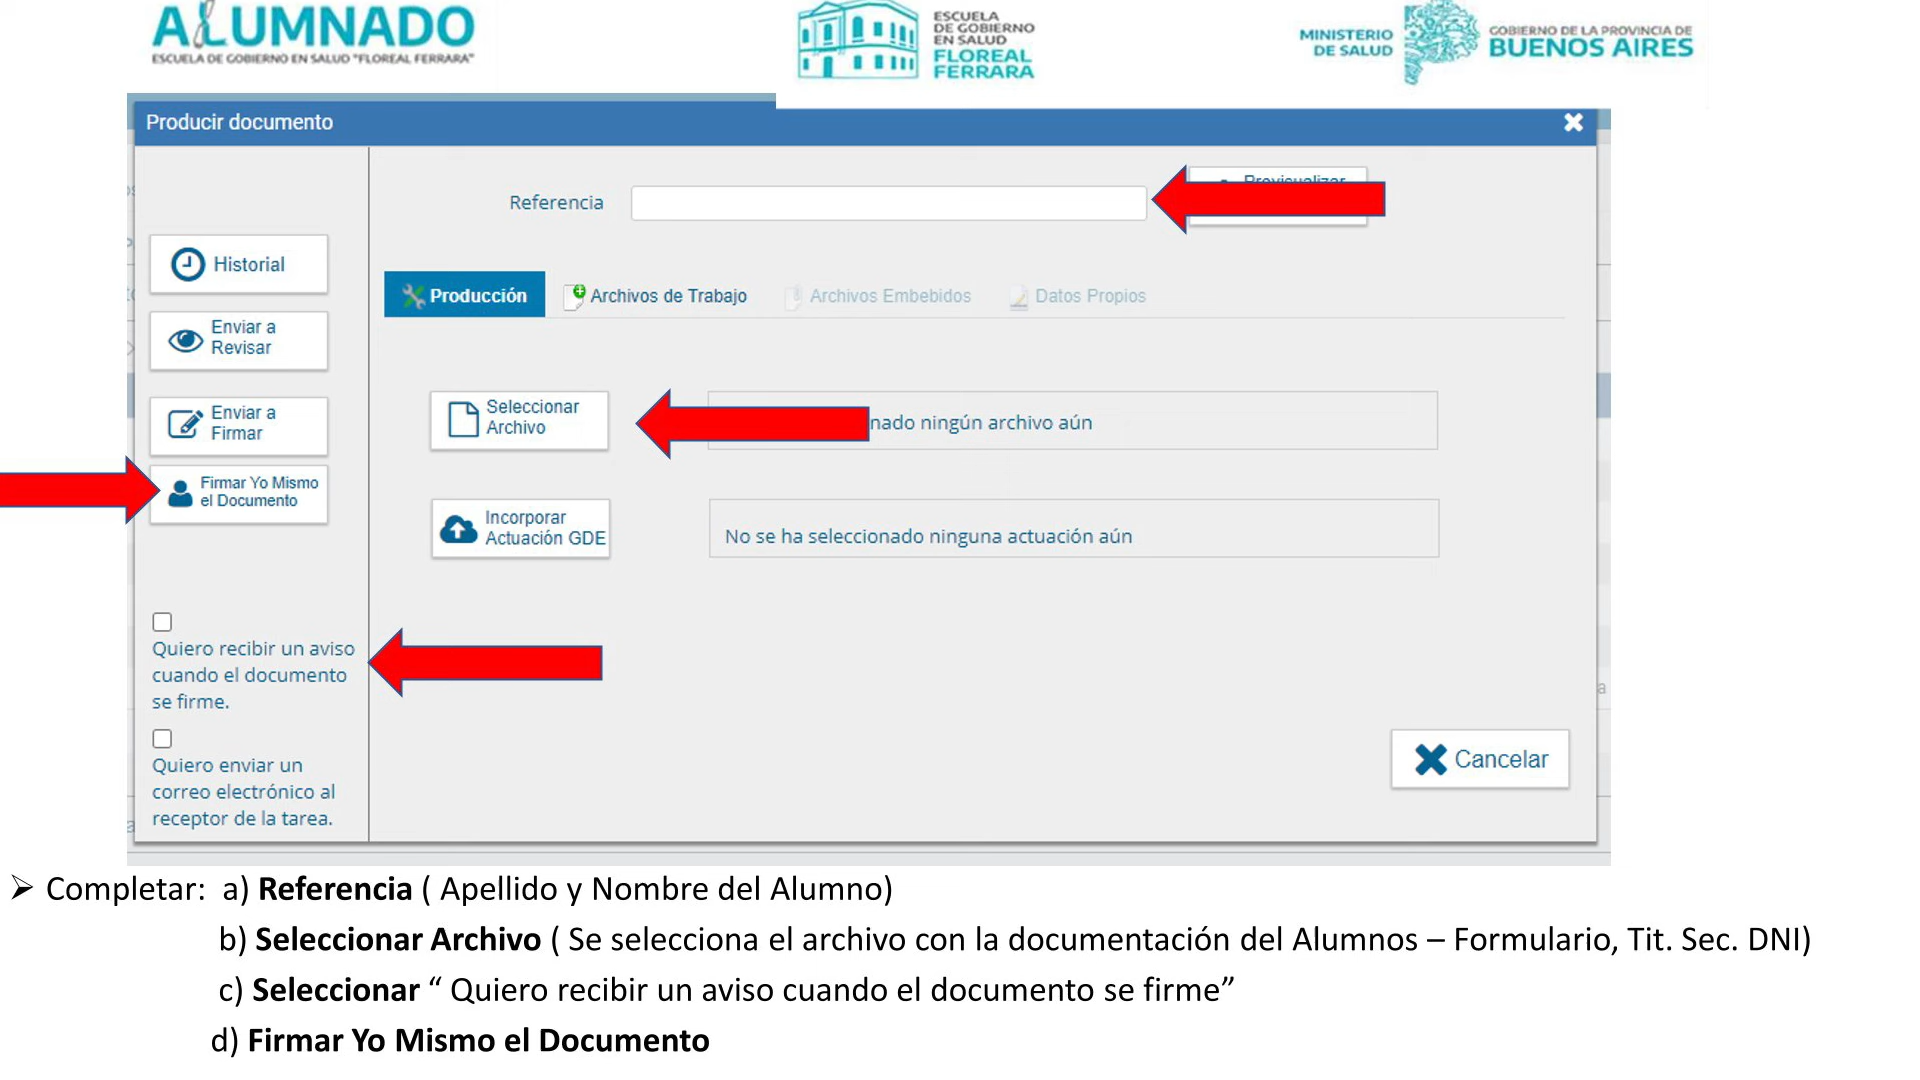 ALUMNADO
ESCUELA DE GOBIERNO EN SALUD "FLOREAL FERRARA"
ESCUELA
DE GOBIERNO
EN SALUD
FLOREAL
FERRARA
MINISTERIO
DE SALUD
GOBIERNO DE LA PROVINCIA DE
BUENOS AIRES
Producir documento
Referencia
Previsualizar
Historial
Enviar a
Revisar
Enviar a
Firmar
Firmar Yo Mismo
el Documento
Producción
Archivos de Trabajo
Archivos Embebidos
Datos Propios
Seleccionar
Archivo
nado ningún archivo aún
Incorporar
Actuación GDE
No se ha seleccionado ninguna actuación aún
Quiero recibir un aviso
cuando el documento
se firme.
Quiero enviar un
correo electrónico al
receptor de la tarea.
Cancelar
➢ Completar: a) Referencia ( Apellido y Nombre del Alumno)
b) Seleccionar Archivo ( Se selecciona el archivo con la documentación del Alumnos – Formulario, Tit. Sec. DNI)
c) Seleccionar “ Quiero recibir un aviso cuando el documento se firme”
d) Firmar Yo Mismo el Documento